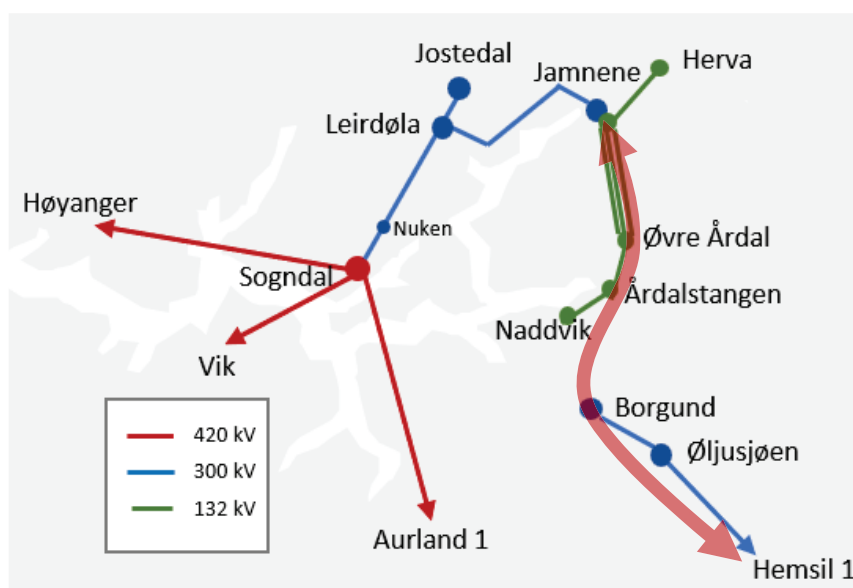 Jostedal
Jamnene
Herva
Leirdøla
Høyanger
Nuken
Øvre Årdal
Sogndal
Årdalstangen
Naddvik
Vik
Borgund
420 kV
Øljusjøen
300 kV
132 kV
Aurland 1
Hemsil 1